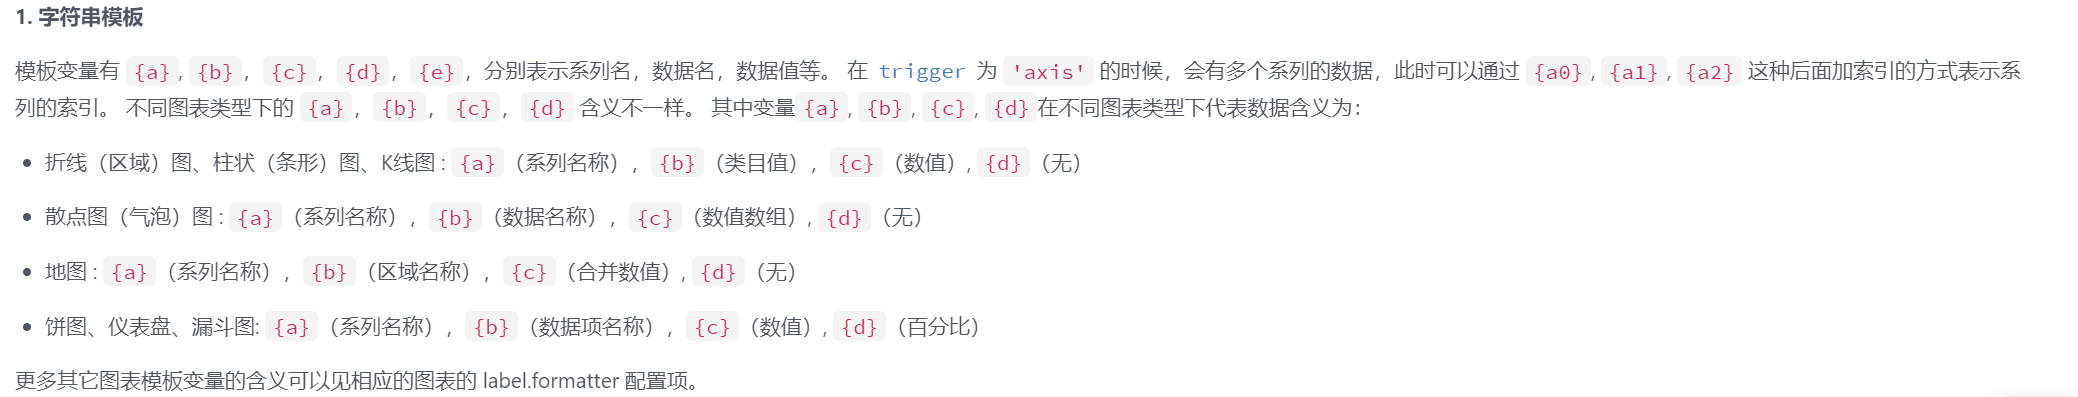 1. 字符串模板
模板变量有 {a}, {b}，{c}，{d}，{e}，分别表示系列名，数据名，数据值等。 在 trigger 为 'axis' 的时候，会有多个系列的数据，此时可以通过 {a0}, {a1}, {a2} 这种后面加索引的方式表示系
列的索引。 不同图表类型下的 {a}，{b}，{c}，{d} 含义不一样。 其中变量{a}, {b}, {c}, {d}在不同图表类型下代表数据含义为：
• 折线（区域）图、柱状（条形）图、K线图 : {a}（系列名称），{b}（类目值），{c}（数值）, {d}（无）
• 散点图（气泡）图 : {a}（系列名称），{b}（数据名称），{c}（数值数组）, {d}（无）
• 地图 : {a}（系列名称），{b}（区域名称），{c}（合并数值）, {d}（无）
• 饼图、仪表盘、漏斗图: {a}（系列名称），{b}（数据项名称），{c}（数值）, {d}（百分比）
更多其它图表模板变量的含义可以见相应的图表的 label.formatter 配置项。